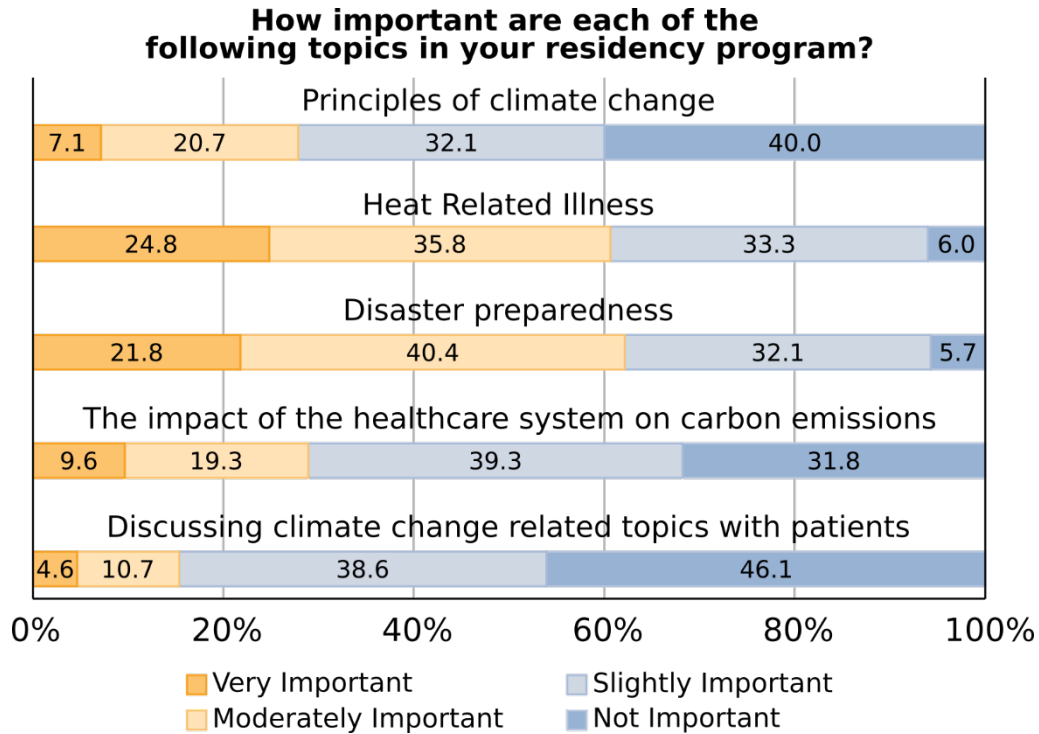 How important are each of the
following topics in your residency program?
Principles of climate change
7.1 20.7 32.1 40.0
Heat Related Illness
24.8 35.8 33.3 6.0
Disaster preparedness
21.8 40.4 32.1 5.7
The impact of the healthcare system on carbon emissions
9.6 19.3 39.3 31.8
Discussing climate change related topics with patients
4.6 10.7 38.6 46.1
0% 20% 40% 60% 80% 100%
Very Important Slightly Important
Moderately Important Not Important